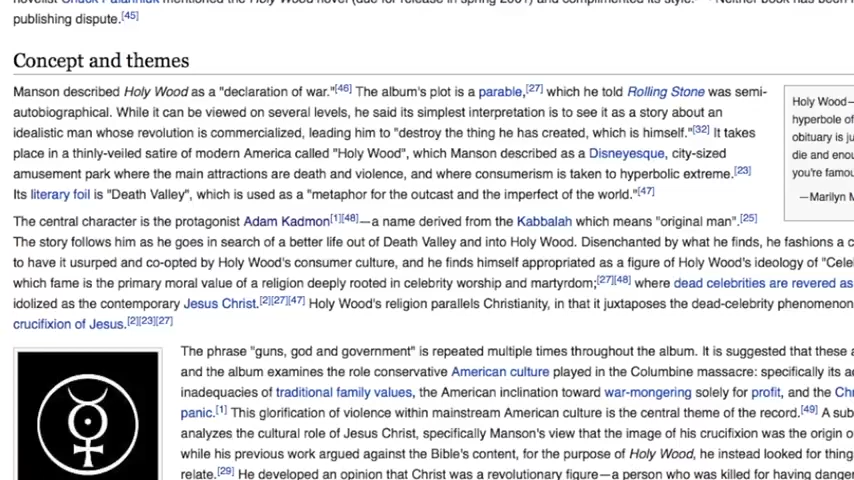 publishing dispute.[45]
Concept and themes
Manson described Holy Wood as a "declaration of war."[46] The album's plot is a parable,[27] which he told Rolling Stone was semi-
autobiographical. While it can be viewed on several levels, he said its simplest interpretation is to see it as a story about an
idealistic man whose revolution is commercialized, leading him to "destroy the thing he has created, which is himself."[32] It takes
place in a thinly-veiled satire of modern America called "Holy Wood", which Manson described as a Disneyesque, city-sized
amusement park where the main attractions are death and violence, and where consumerism is taken to hyperbolic extreme.[23]
Its literary foil is "Death Valley", which is used as a "metaphor for the outcast and the imperfect of the world."[47]
Holy Wood—
hyperbole of
obituary is ju
die and enou
you're famou
—Marilyn M
The central character is the protagonist Adam Kadmon[1][48]—a name derived from the Kabbalah which means "original man".[25]
The story follows him as he goes in search of a better life out of Death Valley and into Holy Wood. Disenchanted by what he finds, he fashions a c
to have it usurped and co-opted by Holy Wood's consumer culture, and he finds himself appropriated as a figure of Holy Wood's ideology of "Cele
which fame is the primary moral value of a religion deeply rooted in celebrity worship and martyrdom;[27][48] where dead celebrities are revered as
idolized as the contemporary Jesus Christ.[2][27][47] Holy Wood's religion parallels Christianity, in that it juxtaposes the dead-celebrity phenomenon
crucifixion of Jesus.[2][23][27]
The phrase "guns, god and government" is repeated multiple times throughout the album. It is suggested that these a
and the album examines the role conservative American culture played in the Columbine massacre: specifically its a
inadequacies of traditional family values, the American inclination toward war-mongering solely for profit, and the Chr
panic.[1] This glorification of violence within mainstream American culture is the central theme of the record.[49] A sub
analyzes the cultural role of Jesus Christ, specifically Manson's view that the image of his crucifixion was the origin o
while his previous work argued against the Bible's content, for the purpose of Holy Wood, he instead looked for thing
relate.[29] He developed an opinion that Christ was a revolutionary figure—a person who was killed for having danger